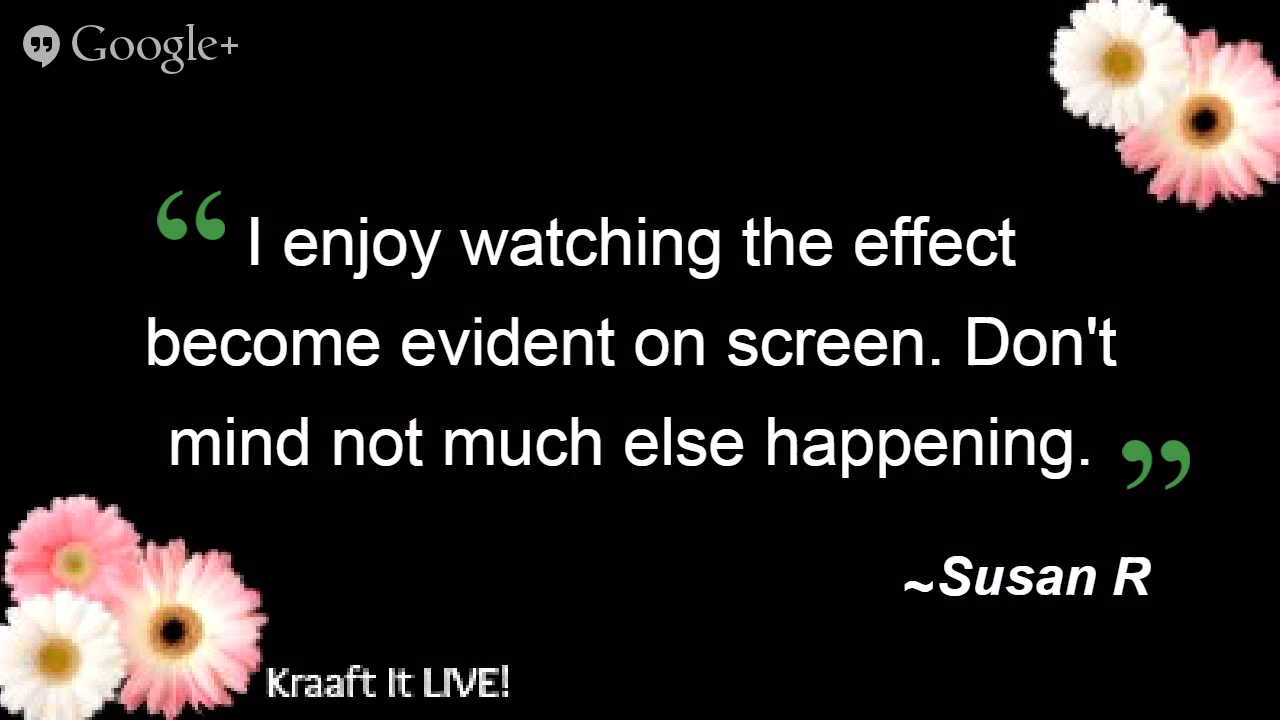 Google+
“ I enjoy watching the effect
become evident on screen. Don't
mind not much else happening. ”
~Susan R
Kraaft It LIVE!